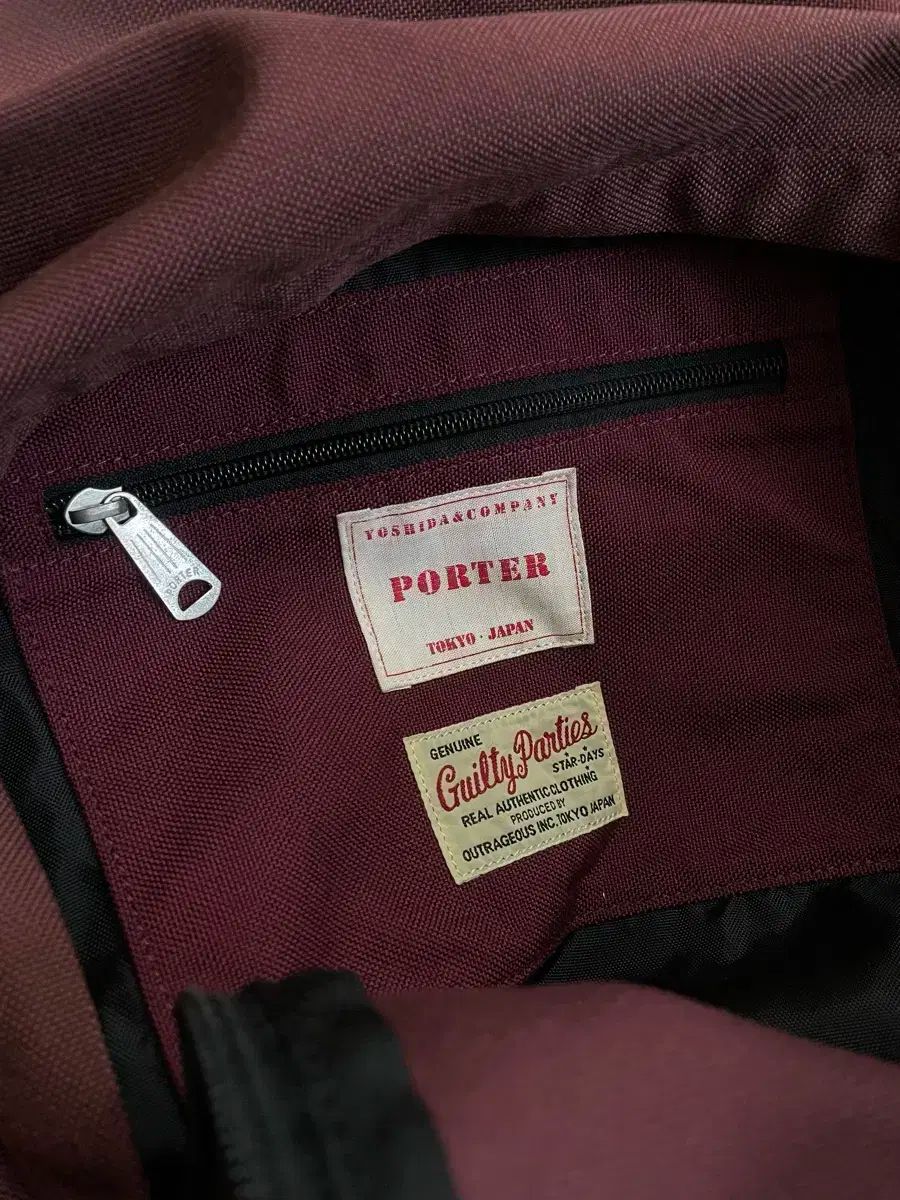 PORTER
YOSHIDA&COMPANY
PORTER
TOKYO · JAPAN
GENUINE
Guilty Parties
STAR·DAYS
REAL AUTHENTIC CLOTHING
PRODUCED BY
OUTRAGEOUS INC. TOKYO JAPAN